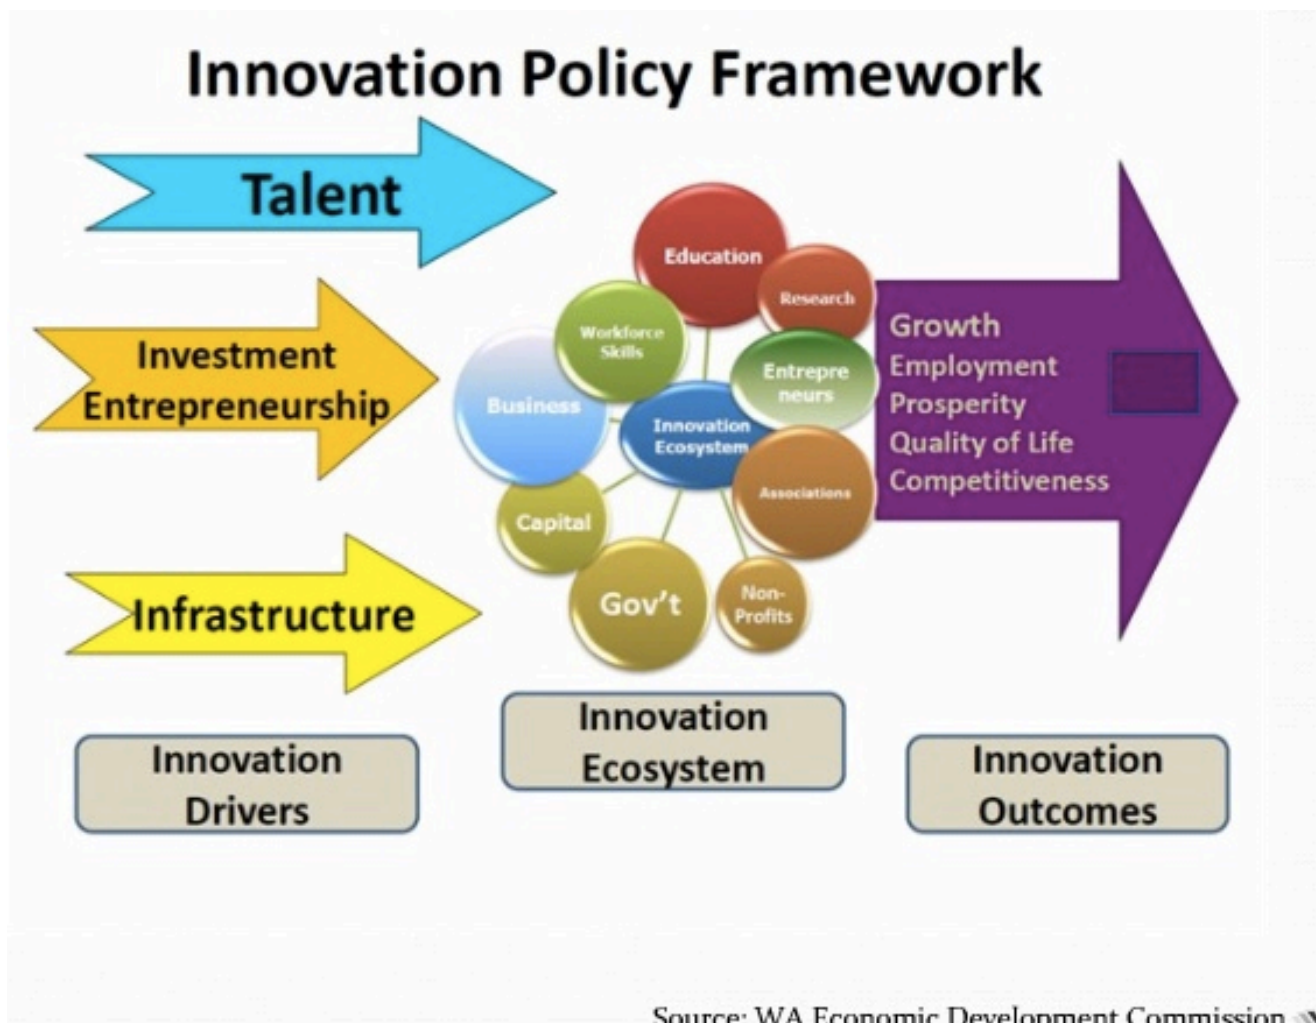 Innovation Policy Framework
Talent
Investment
Entrepreneurship
Infrastructure
Education
Research
Workforce
Skills
Entrepre
neurs
Business
Innovation
Ecosystem
Associations
Capital
Gov't
Non-
Profits
Growth
Employment
Prosperity
Quality of Life
Competitiveness
Innovation
Drivers
Innovation
Ecosystem
Innovation
Outcomes
Source: WA Economic Development Commission